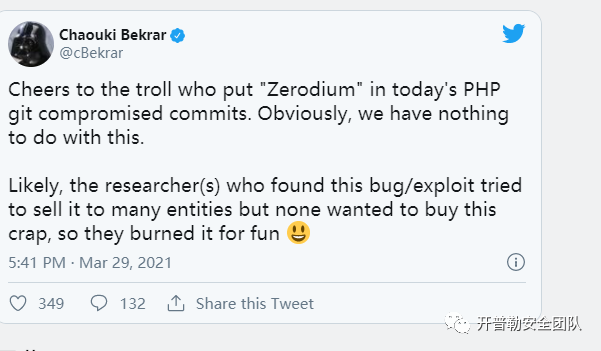 Chaouki Bekrar
@cBekrar
Cheers to the troll who put "Zerodium" in today's PHP
git compromised commits. Obviously, we have nothing
to do with this.
Likely, the researcher(s) who found this bug/exploit tried
to sell it to many entities but none wanted to buy this
crap, so they burned it for fun 😃
5:41 PM · Mar 29, 2021
349 132 Share this Tweet
开普勒安全团队